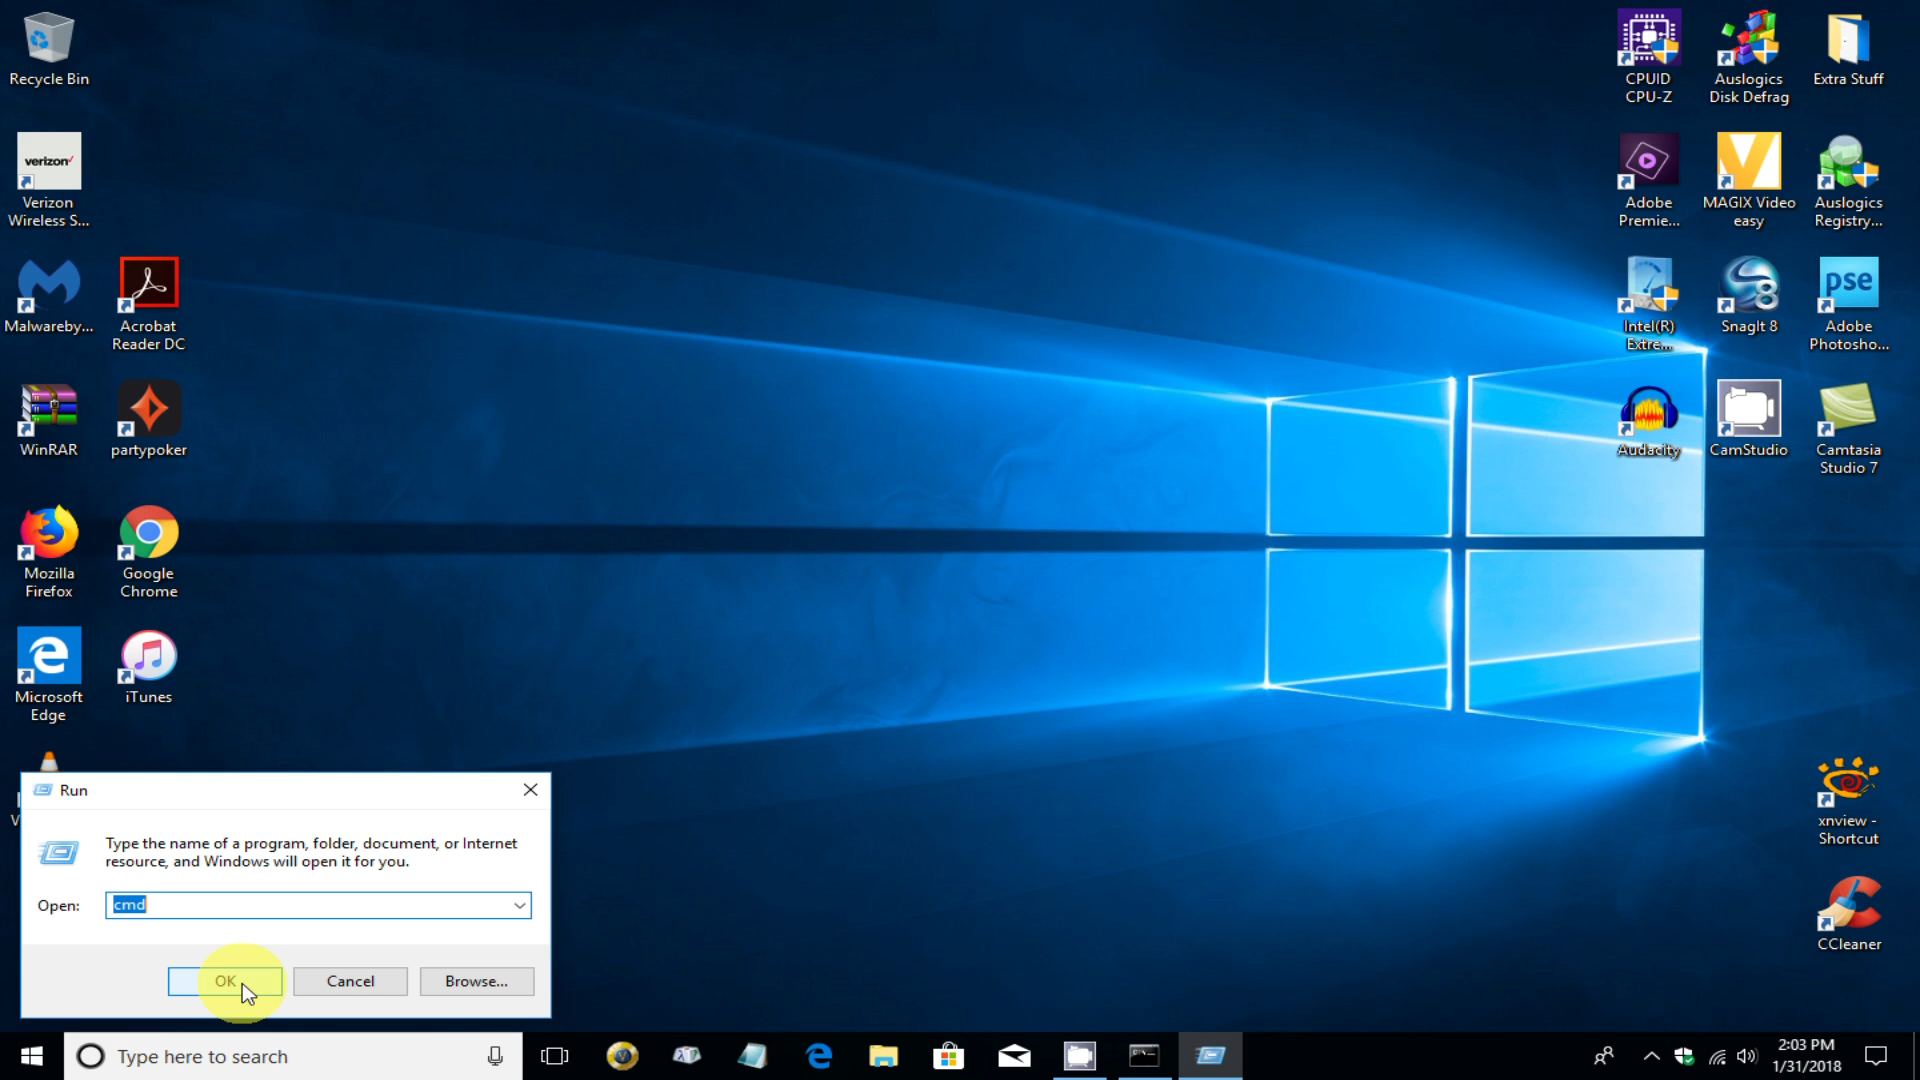 Recycle Bin
verizon
Verizon
Wireless S...
Malwareby...
Acrobat
Reader DC
WinRAR
partypoker
Mozilla
Firefox
Google
Chrome
Microsoft
Edge
iTunes
CPUID
CPU-Z
Auslogics
Disk Defrag
Extra Stuff
Adobe
Premie...
MAGIX Video
easy
Auslogics
Registry...
Intel(R)
Extre...
8
SnagIt 8
pse
Adobe
Photosho...
Audacity
CamStudio
Camtasia
Studio 7
xnview -
Shortcut
CCleaner
Run
Type the name of a program, folder, document, or Internet
resource, and Windows will open it for you.
Open: cmd
OK Cancel Browse...
Type here to search
2:03 PM
1/31/2018